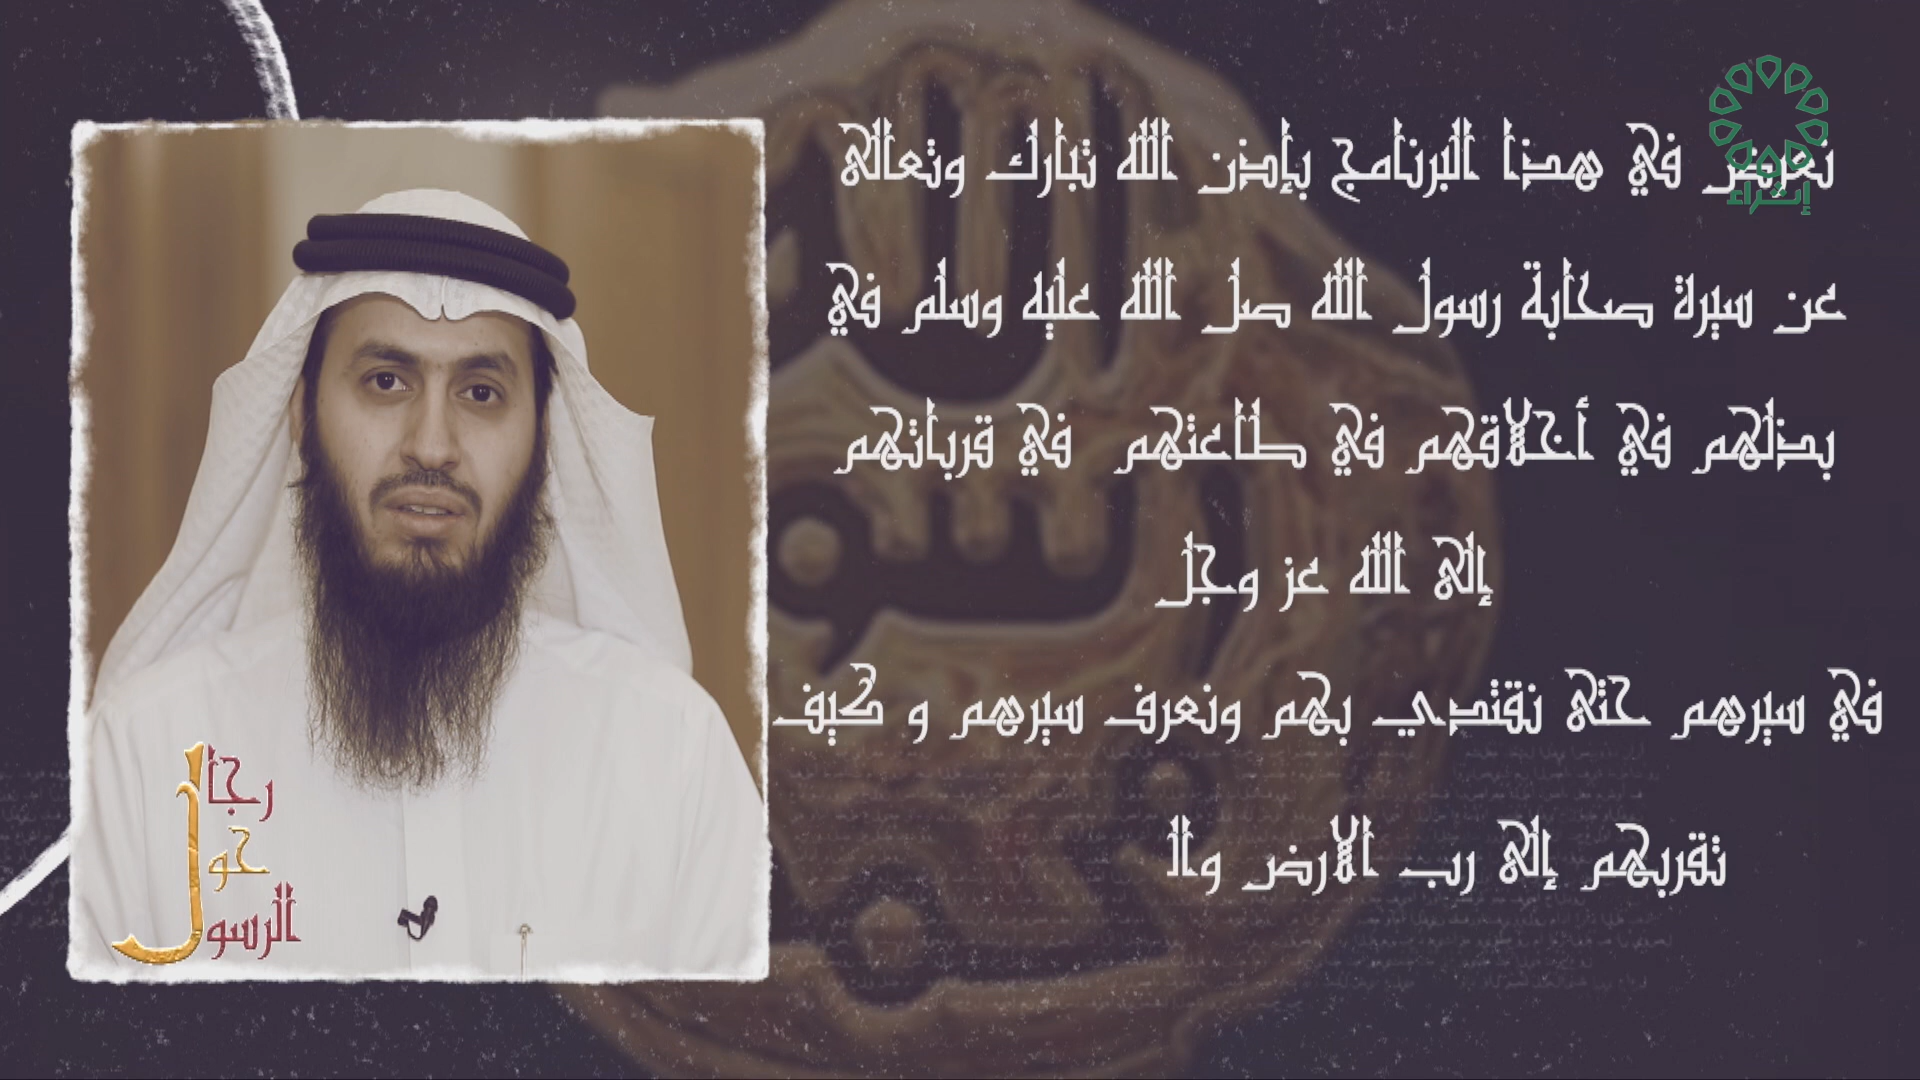 إثراء
نعرض في هذا البرنامج بإذن الله تبارك وتعالى
عن سيرة صحابة رسول الله صل الله عليه وسلم في
بذلهم في أخلاقهم في طاعتهم في قرباتهم
إلى الله عز وجل
في سيرهم حتى نقتدي بهم ونعرف سيرهم و كيف
تقربهم إلى رب الارض وال
رجال
حول
الرسول